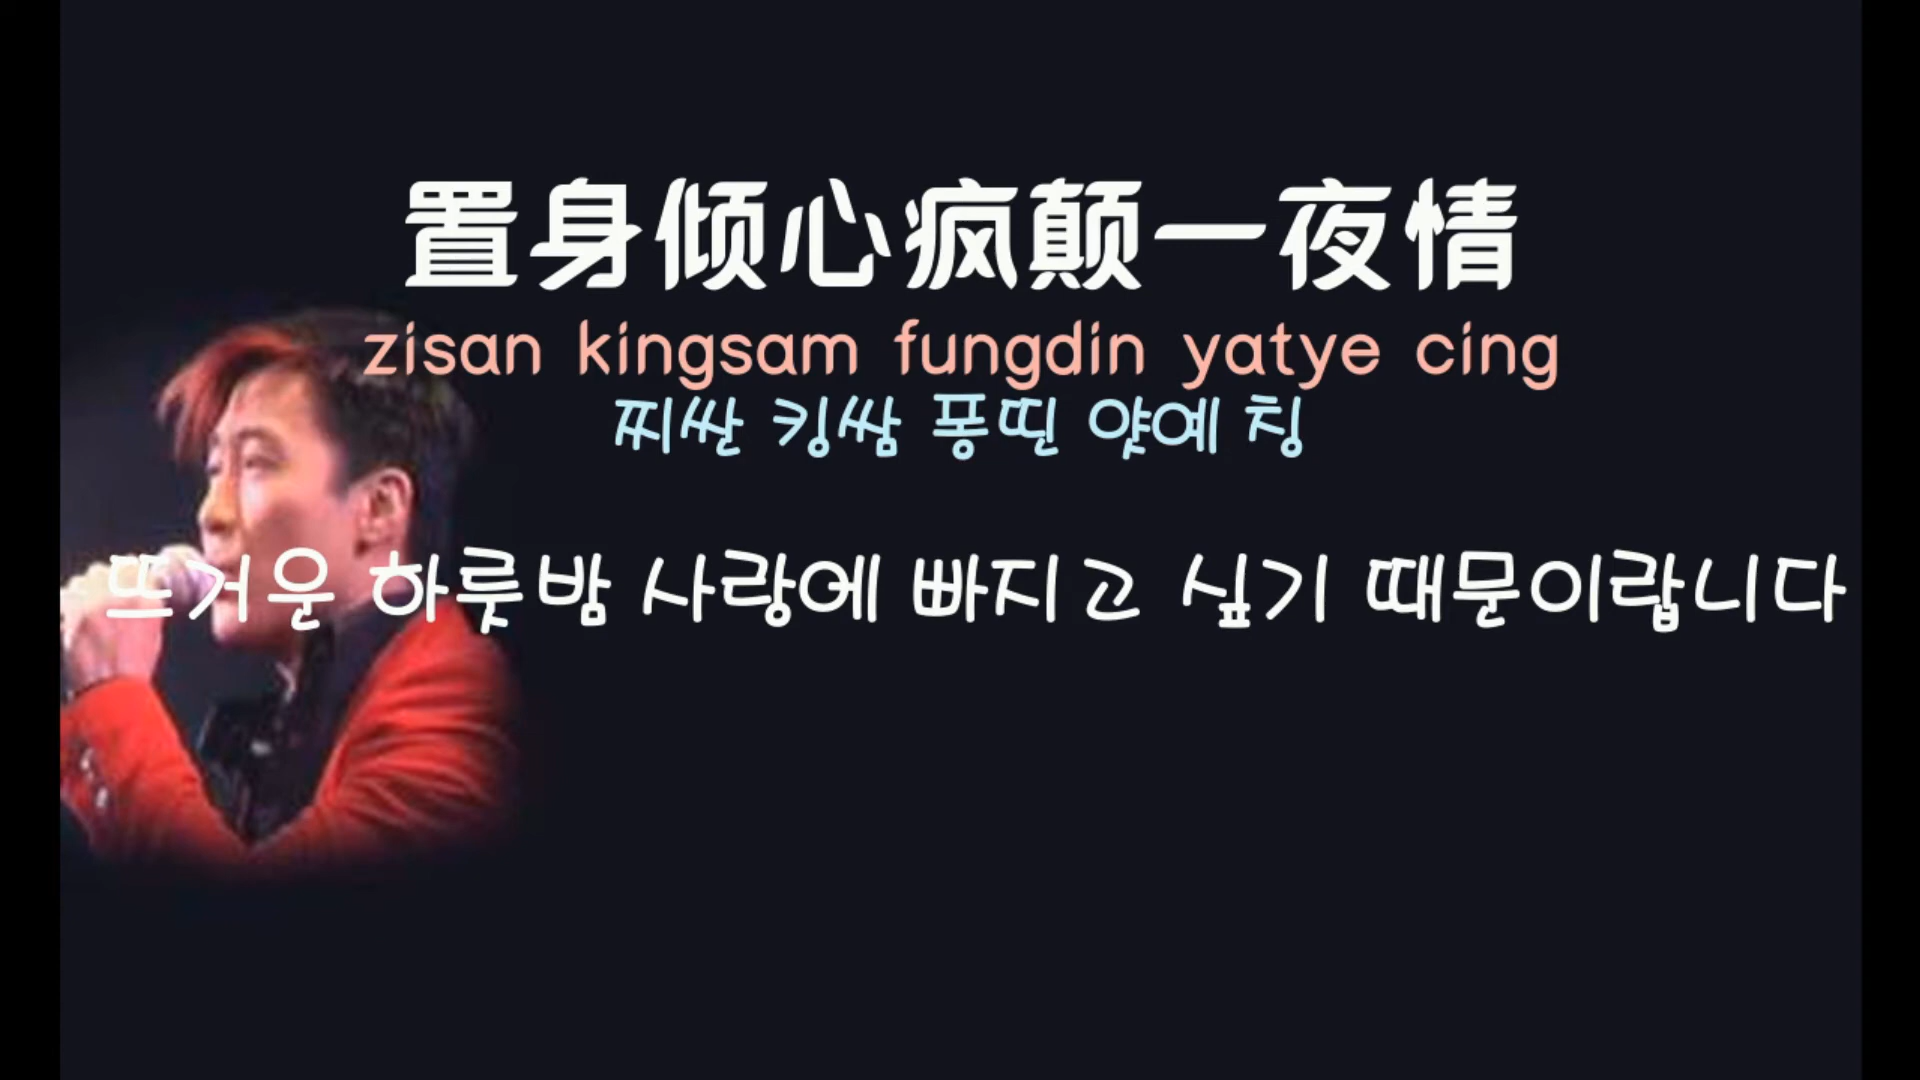 置身倾心疯颠一夜情
zisan kingsam fungdin yatye cing
찌싼 킹쌈 퐁띤 얏예 칭
뜨거운 하룻밤 사랑에 빠지고 싶기 때문이랍니다